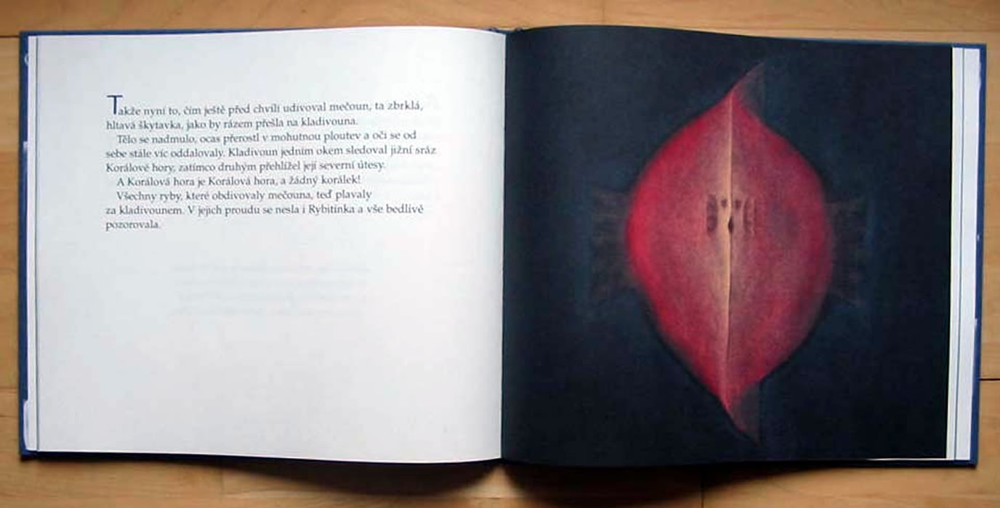 Takže nyní to, čím ještě před chvílí udivoval mečoun, ta zbrklá,
hltavá škytavka, jako by rázem přešla na kladivouna.
Tělo se nadmulo, ocas přerostl v mohutnou ploutev a oči se od
sebe stále víc oddalovaly. Kladivoun jedním okem sledoval jižní sráz
Korálové hory, zatímco druhým přehlížel její severní útesy.
A Korálová hora je Korálová hora, a žádný korálek!
Všechny ryby, které obdivovaly mečouna, teď plavaly
za kladivounem. V jejich proudu se nesla i Rybitínka a vše bedlivě
pozorovala.